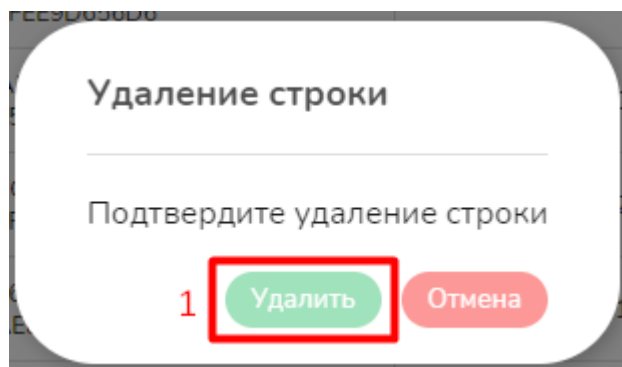 Удаление строки
Подтвердите удаление строки
1 Удалить Отмена